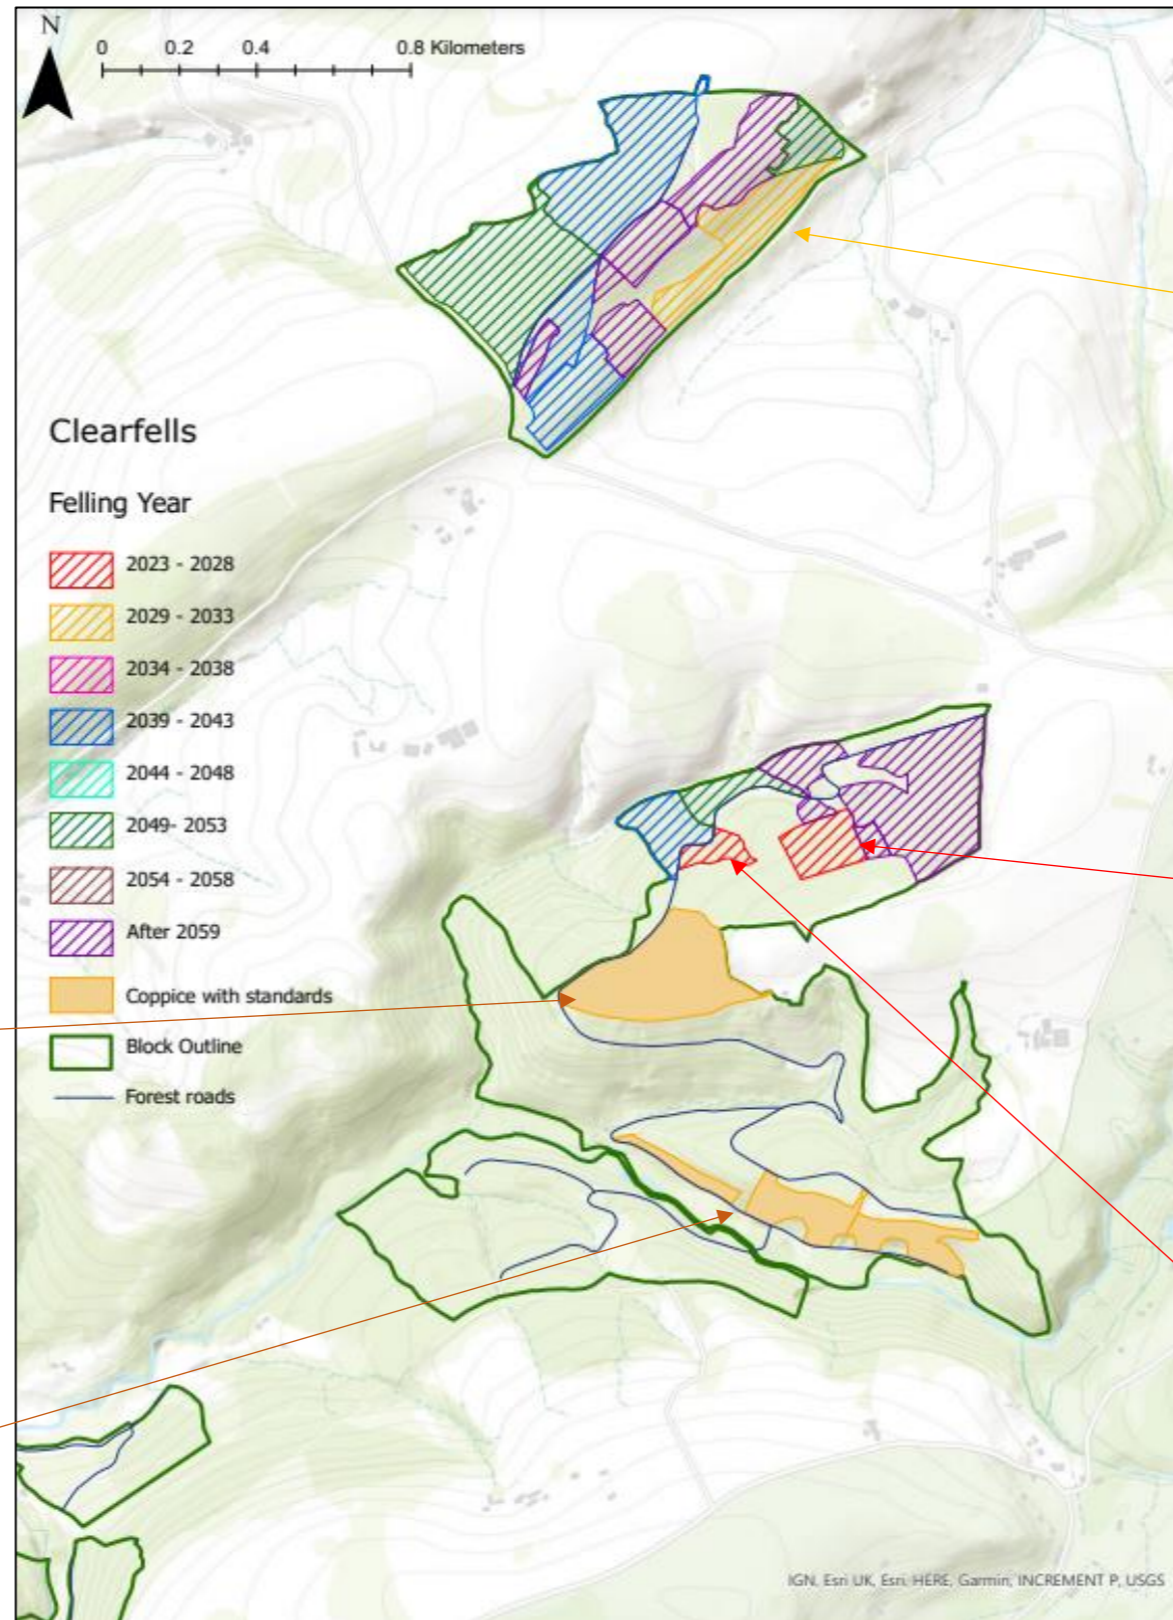 N
0 0.2 0.4 0.8 Kilometers
Clearfells
Felling Year
2023 - 2028
2029 - 2033
2034 - 2038
2039 - 2043
2044 - 2048
2049- 2053
2054 - 2058
After 2059
Coppice with standards
Block Outline
Forest roads
IGN, Esri UK, Esri, HERE, Garmin, INCREMENT P, USGS